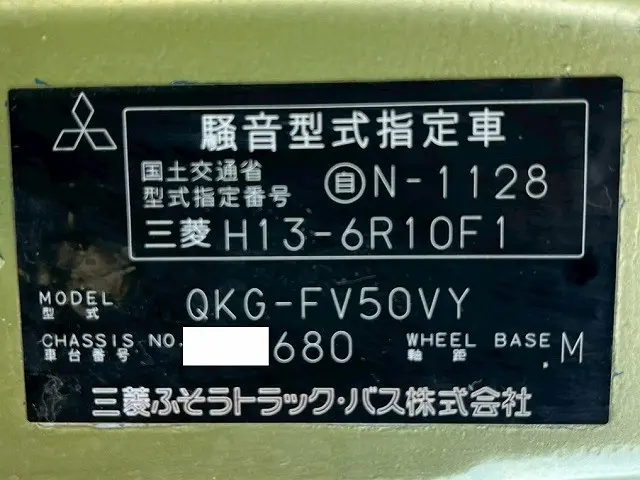 騒音型式指定車
国土交通省
型式指定番号 自N-1128
三菱 H13-6R10F1
MODEL QKG-FV50VY
型式
CHASSIS NO. 680 WHEEL BASE M
車台番号 軸距
三菱ふそうトラック・バス株式会社